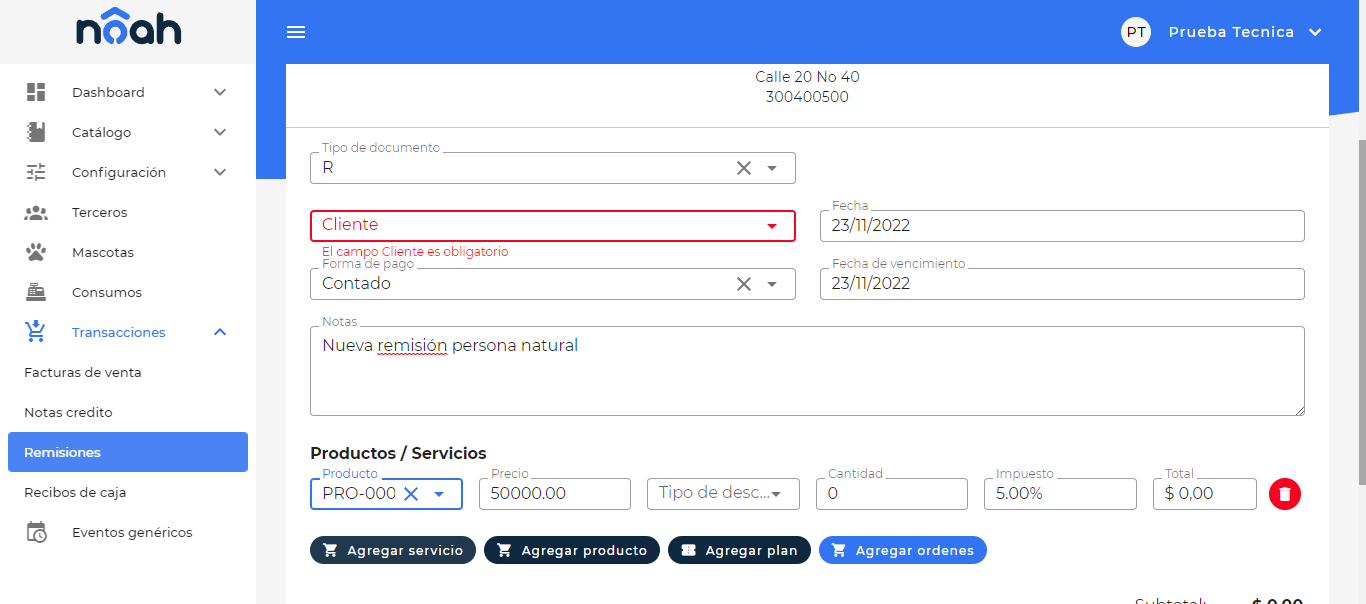 nôah
PT Prueba Tecnica
Dashboard
Catálogo
Configuración
Terceros
Mascotas
Consumos
Transacciones
Facturas de venta
Notas credito
Remisiones
Recibos de caja
Eventos genéricos
Calle 20 No 40
300400500
Tipo de documento
R
Cliente
El campo Cliente es obligatorio
Fecha
23/11/2022
Forma de pago
Contado
Fecha de vencimiento
23/11/2022
Notas
Nueva remisión persona natural
Productos / Servicios
Producto Precio Cantidad Impuesto Total
PRO-000 50000.00 Tipo de desc... 0 5.00% $ 0,00
Agregar servicio Agregar producto Agregar plan Agregar ordenes
Subtotal: $ 0,00